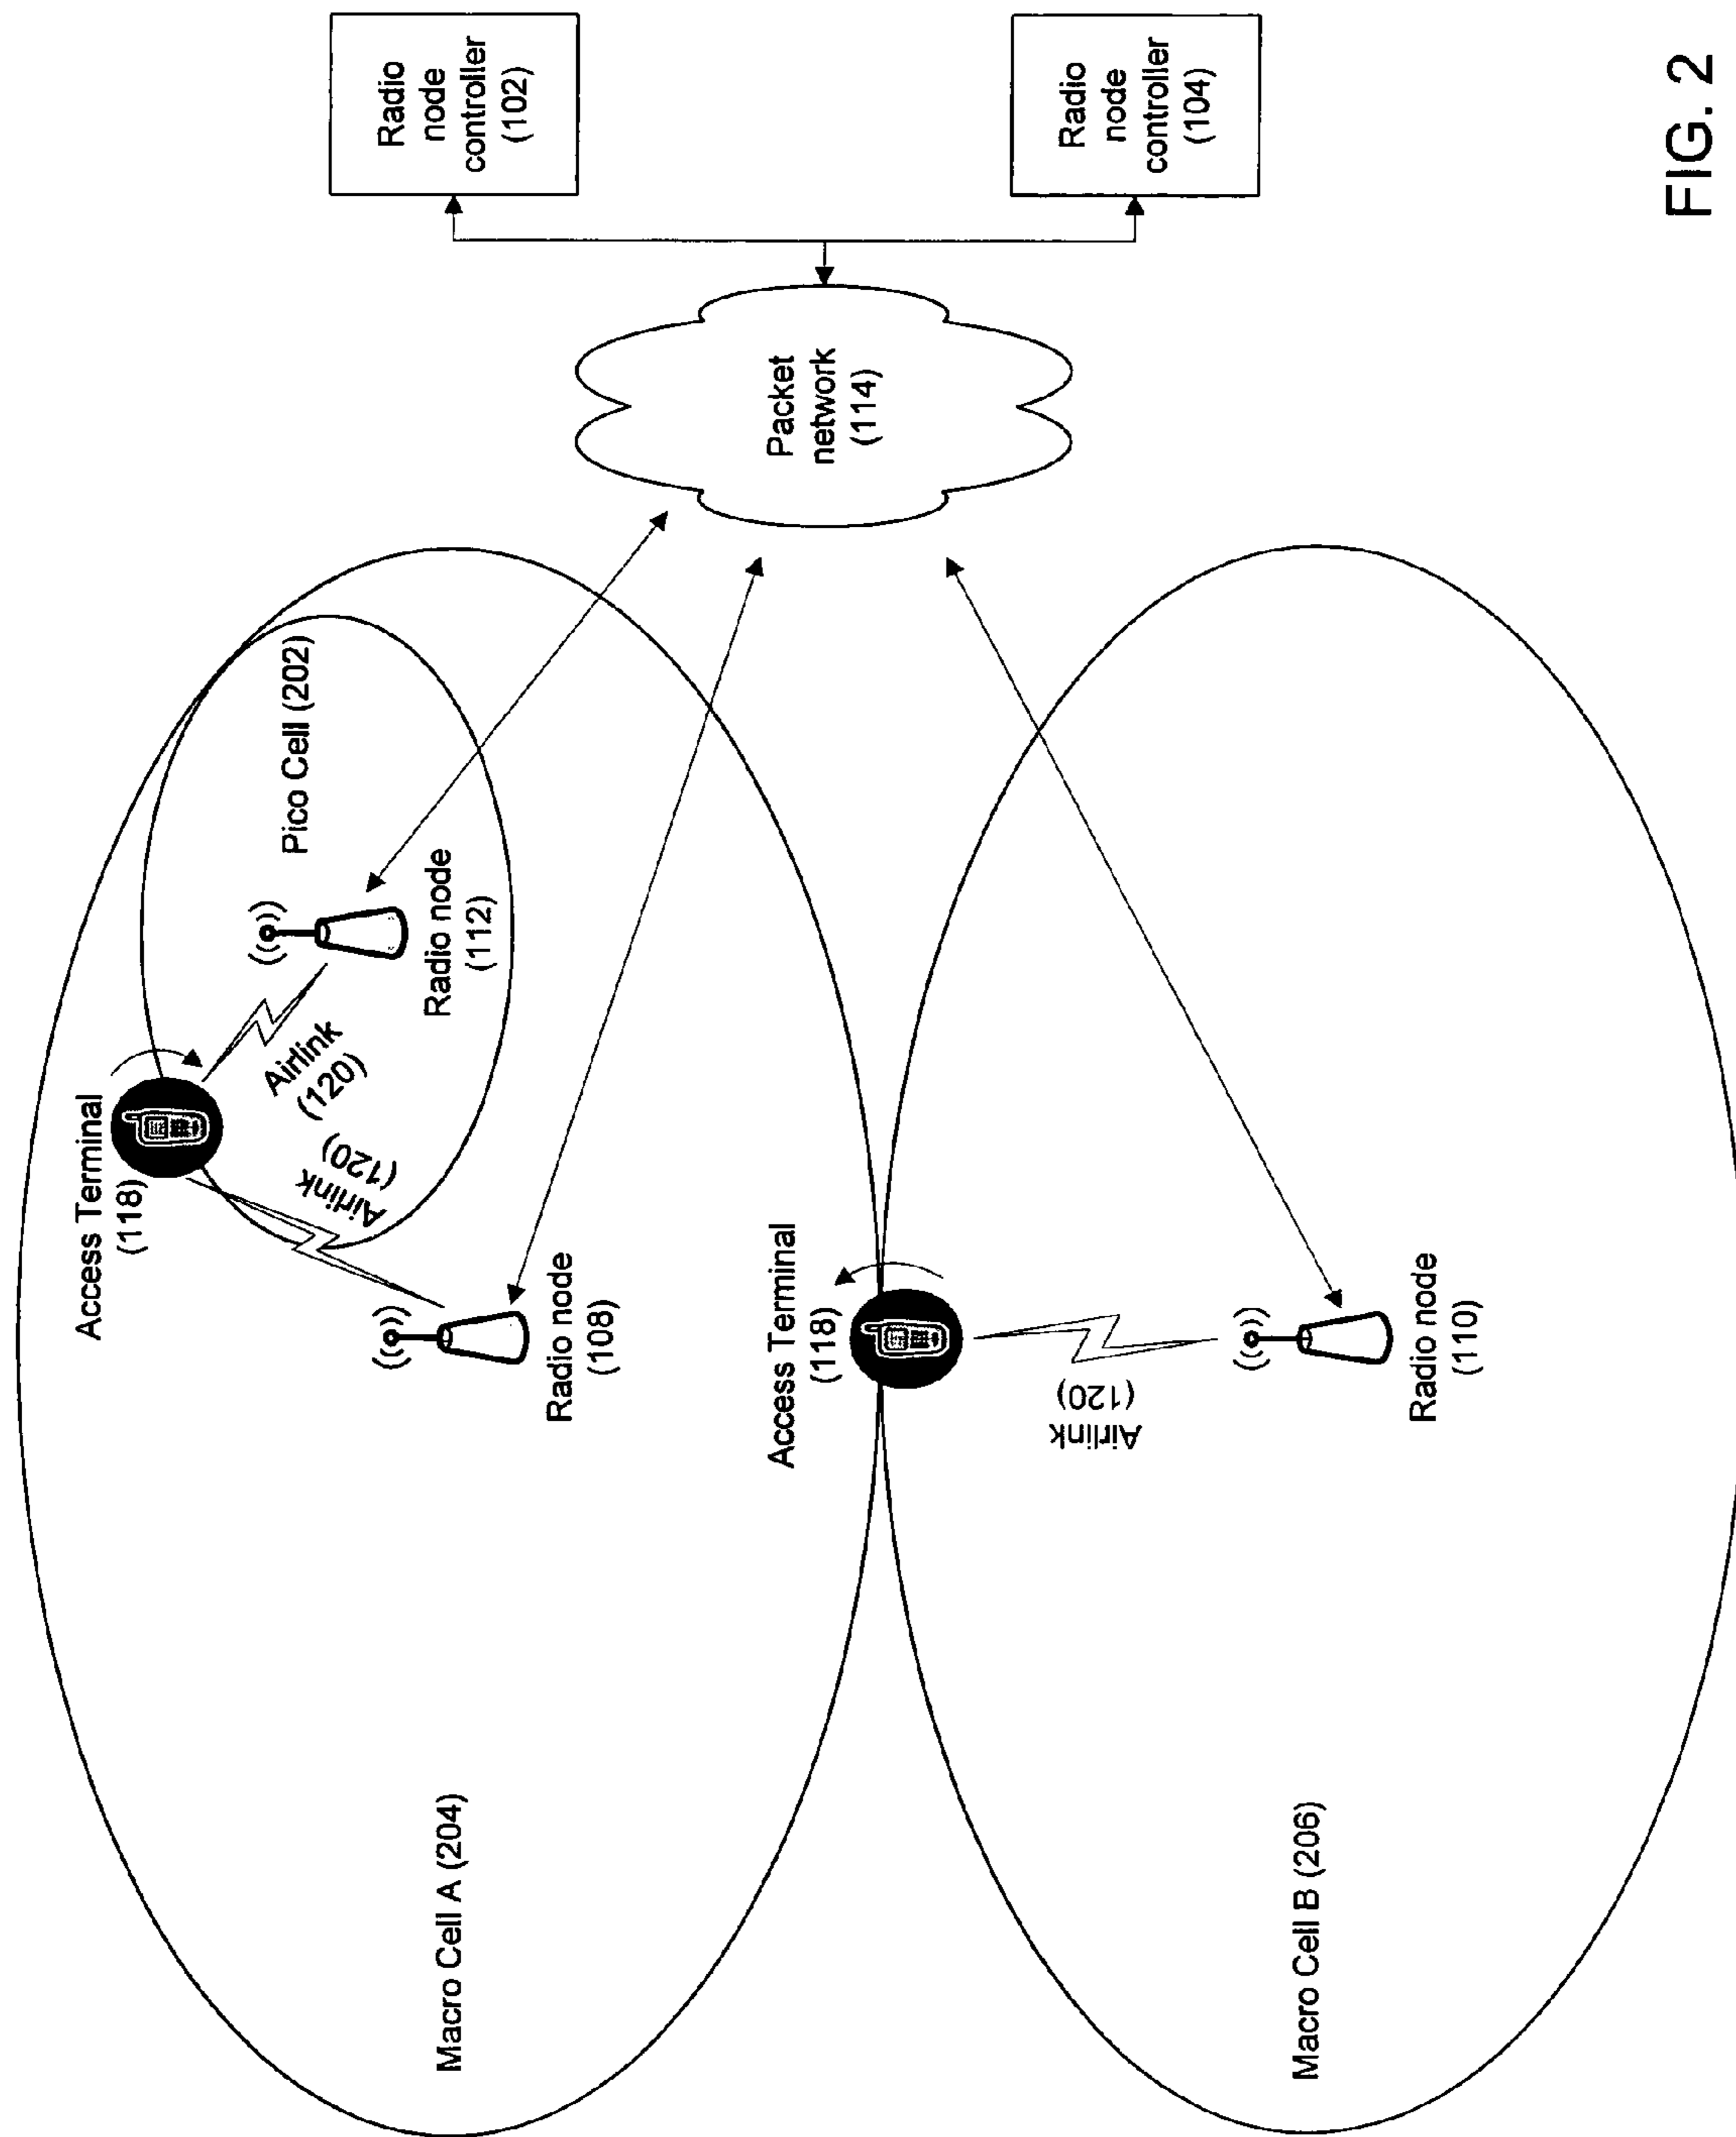 Radio
node
controller
(102)
Radio
node
controller
(104)
Packet
network
(114)
Pico Cell (202)
Radio node
(112)
Airlink
(120)
Airlink
(120)
Access Terminal
(118)
Radio node
(108)
Access Terminal
(118)
Airlink
(120)
Radio node
(110)
Macro Cell A (204)
Macro Cell B (206)
FIG. 2